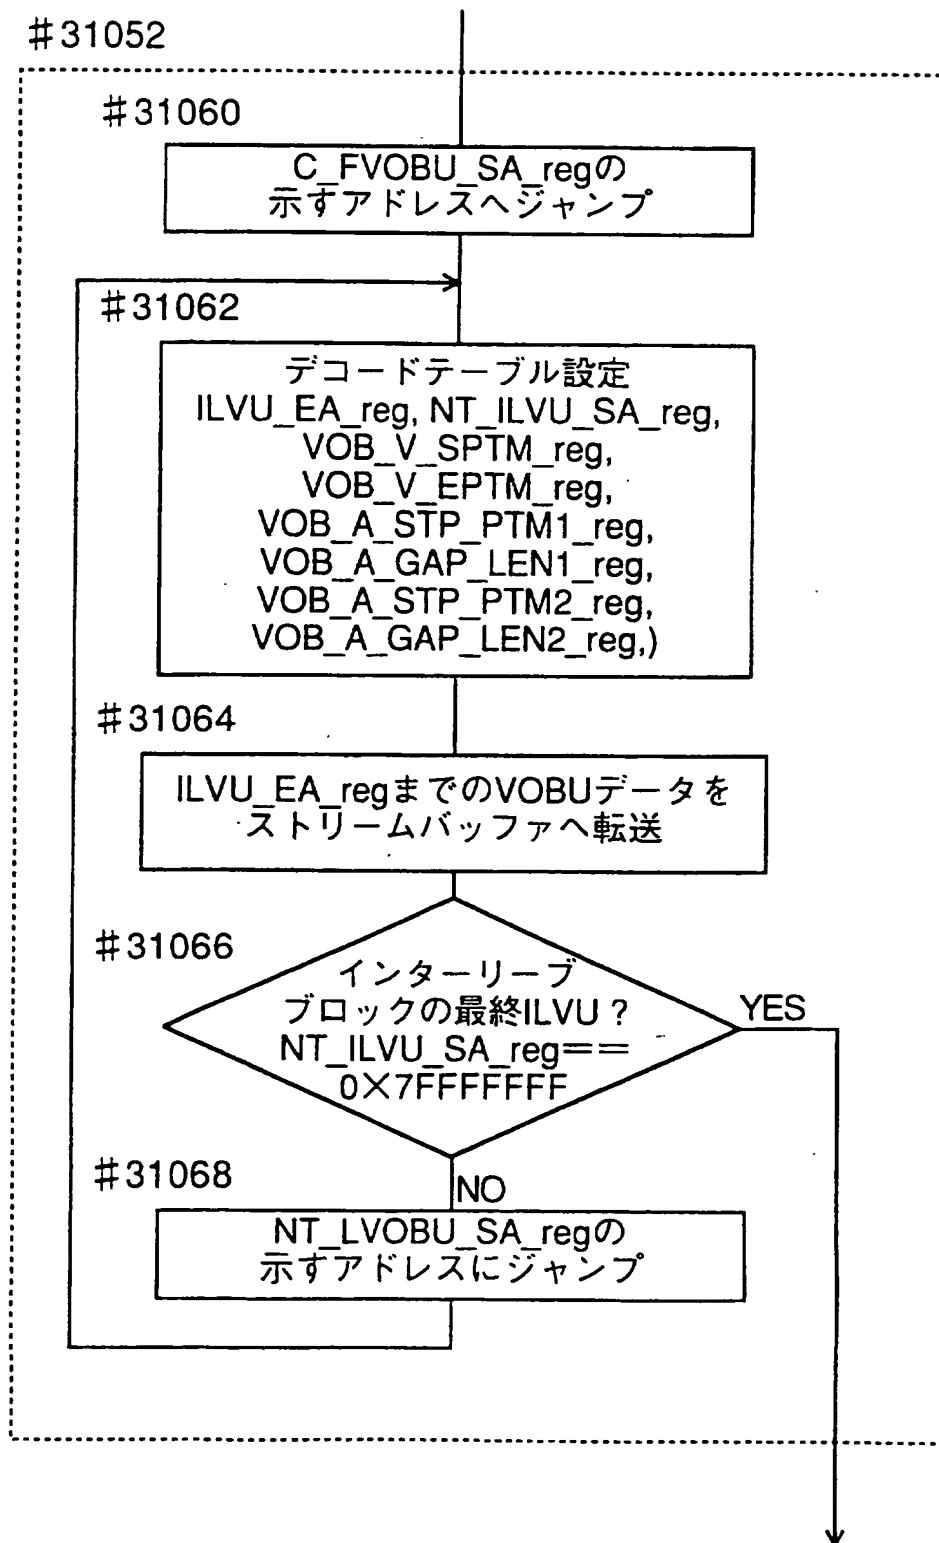 #31052
#31060
C_FVOBU_SA_regの
示すアドレスへジャンプ
#31062
デコードテーブル設定
ILVU_EA_reg, NT_ILVU_SA_reg,
VOB_V_SPTM_reg,
VOB_V_EPTM_reg,
VOB_A_STP_PTM1_reg,
VOB_A_GAP_LEN1_reg,
VOB_A_STP_PTM2_reg,
VOB_A_GAP_LEN2_reg,)
#31064
ILVU_EA_regまでのVOBUデータを
ストリームバッファへ転送
#31066
インターリーブ
ブロックの最終ILVU?
NT_ILVU_SA_reg==
0×7FFFFFFF
YES
#31068
NO
NT_LVOBU_SA_regの
示すアドレスにジャンプ